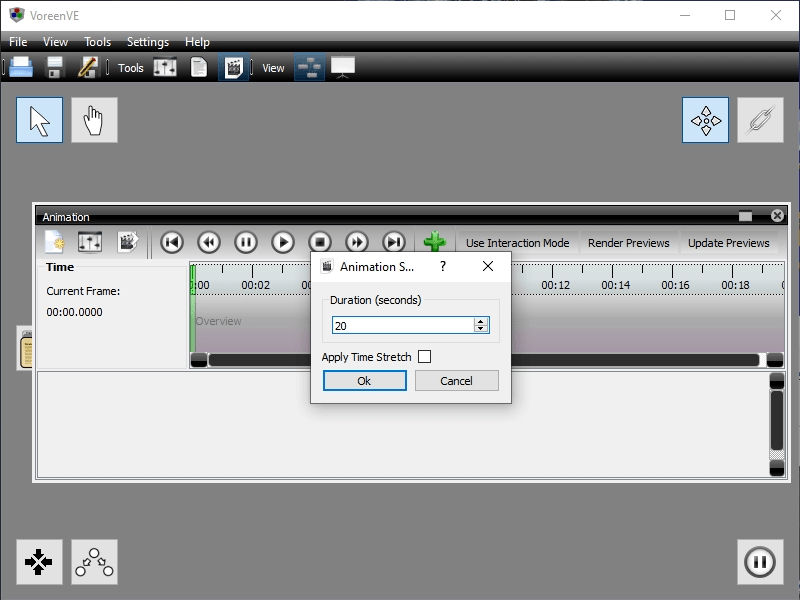 VoreenVE
File View Tools Settings Help
Tools View
Animation
Use Interaction Mode Render Previews Update Previews
Time
Current Frame:
00:00.0000
:00 00:02 00:12 00:14 00:16 00:18
Overview
Animation S... ?
Duration (seconds)
20
Apply Time Stretch
Ok Cancel